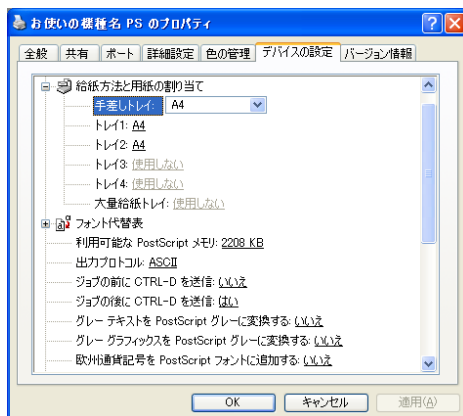 お使いの機種名 PS のプロパティ
全般 共有 ポート 詳細設定 色の管理 デバイスの設定 バージョン情報
給紙方法と用紙の割り当て
手差しトレイ: A4
トレイ1: A4
トレイ2: A4
トレイ3: 使用しない
トレイ4: 使用しない
大量給紙トレイ: 使用しない
フォント代替表
利用可能な PostScript メモリ: 2208 KB
出力プロトコル: ASCII
ジョブの前に CTRL-D を送信: いいえ
ジョブの後に CTRL-D を送信: はい
グレー テキストを PostScript グレーに変換する: いいえ
グレー グラフィックスを PostScript グレーに変換する: いいえ
欧州通貨記号を PostScript フォントに追加する: いいえ
OK キャンセル 適用(A)